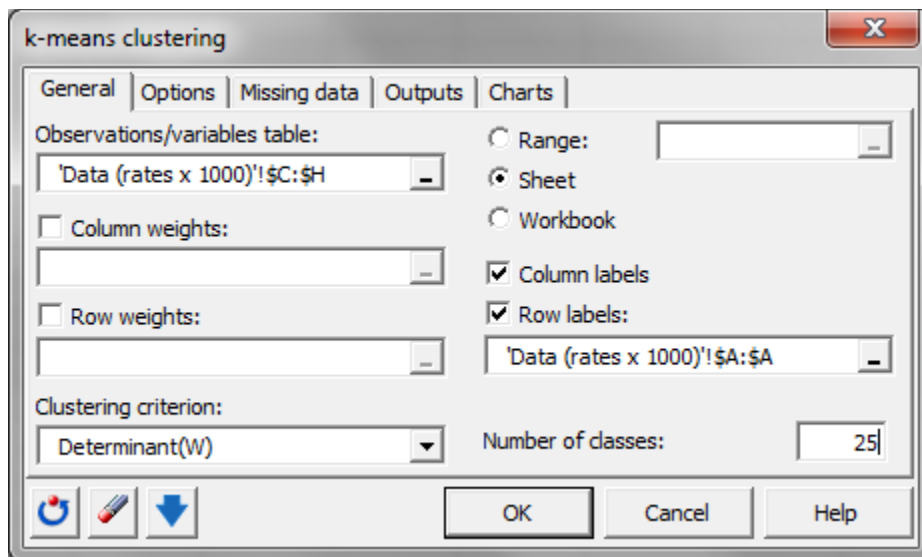 k-means clustering
General Options Missing data Outputs Charts
Observations/variables table:
'Data (rates x 1000)'!$C:$H
Column weights:
Row weights:
Clustering criterion:
Determinant(W)
Range:
Sheet
Workbook
Column labels
Row labels:
'Data (rates x 1000)'!$A:$A
Number of classes: 25
OK Cancel Help